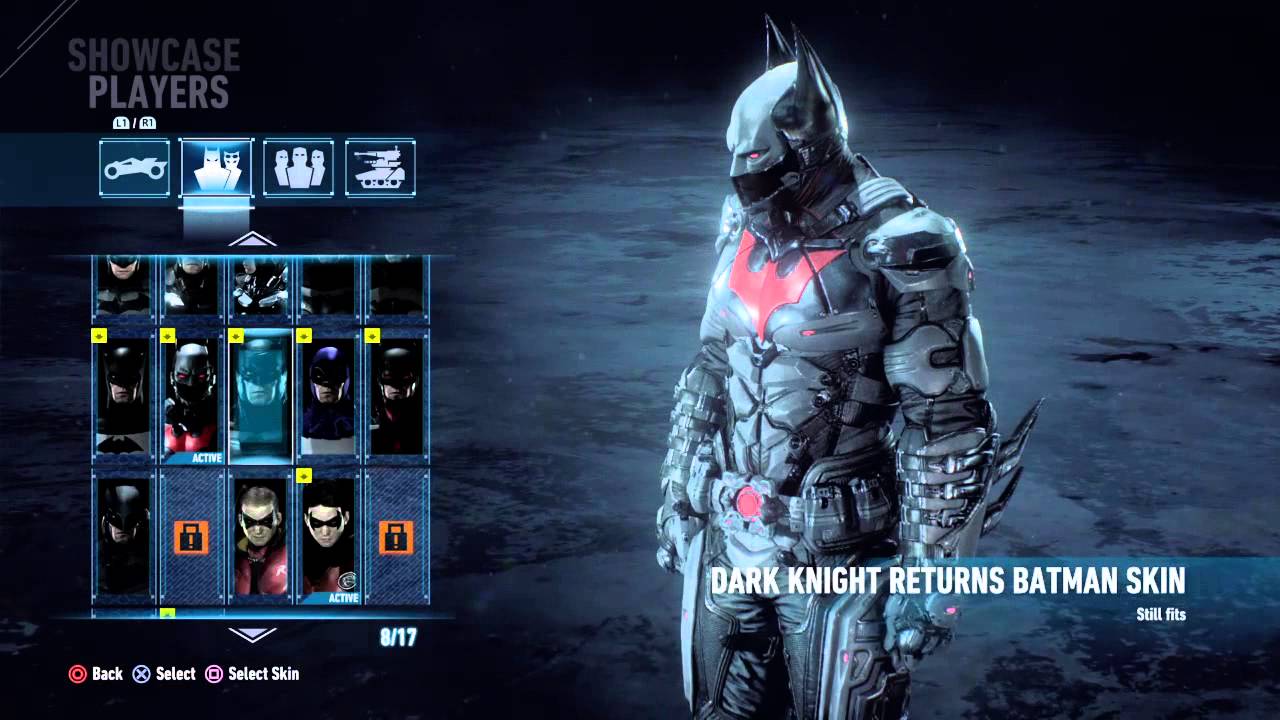 SHOWCASE
PLAYERS
L1 / R1
ACTIVE
R
ACTIVE
8/17
DARK KNIGHT RETURNS BATMAN SKIN
Still fits
Back Select Select Skin